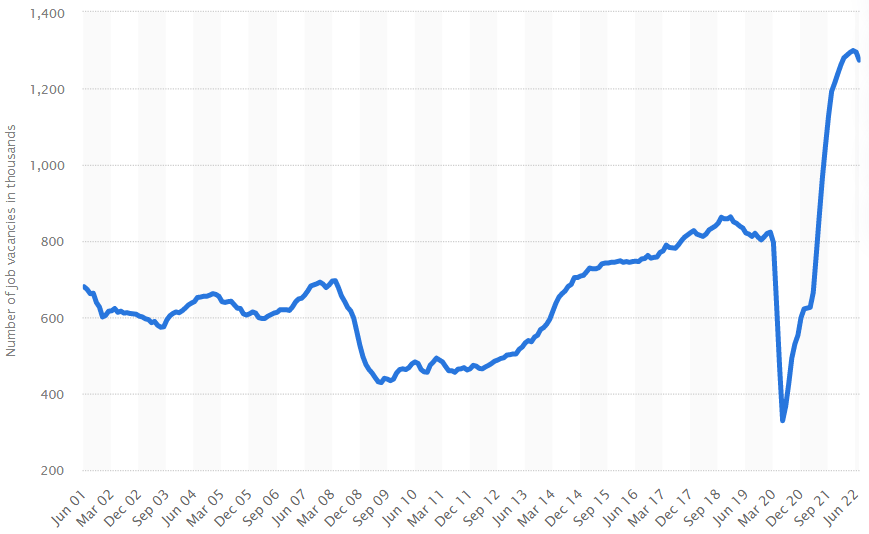 Number of job vacancies in thousands
1,400
1,200
1,000
800
600
400
200
Jun 01
Mar 02
Dec 02
Sep 03
Jun 04
Mar 05
Dec 05
Sep 06
Jun 07
Mar 08
Dec 08
Sep 09
Jun 10
Mar 11
Dec 11
Sep 12
Jun 13
Mar 14
Dec 14
Sep 15
Jun 16
Mar 17
Dec 17
Sep 18
Jun 19
Mar 20
Dec 20
Sep 21
Jun 22